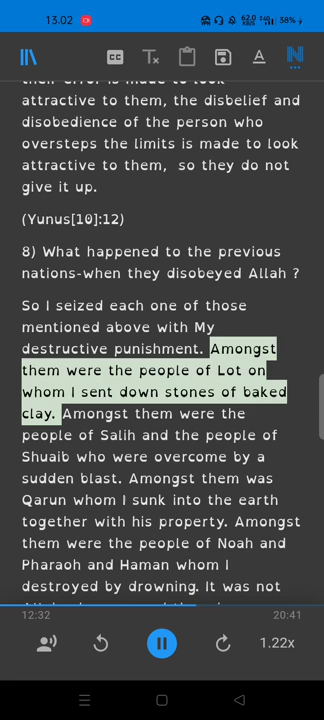 13.02
62.0
38%
CC
attractive to them, the disbelief and
disobedience of the person who
oversteps the limits is made to look
attractive to them, so they do not
give it up.
(Yunus[10]:12)
8) What happened to the previous
nations-when they disobeyed Allah ?
So I seized each one of those
mentioned above with My
destructive punishment. Amongst
them were the people of Lot on
whom I sent down stones of baked
clay. Amongst them were the
people of Salih and the people of
Shuaib who were overcome by a
sudden blast. Amongst them was
Qarun whom I sunk into the earth
together with his property. Amongst
them were the people of Noah and
Pharaoh and Haman whom I
destroyed by drowning. It was not
12:32
20:41
1.22x